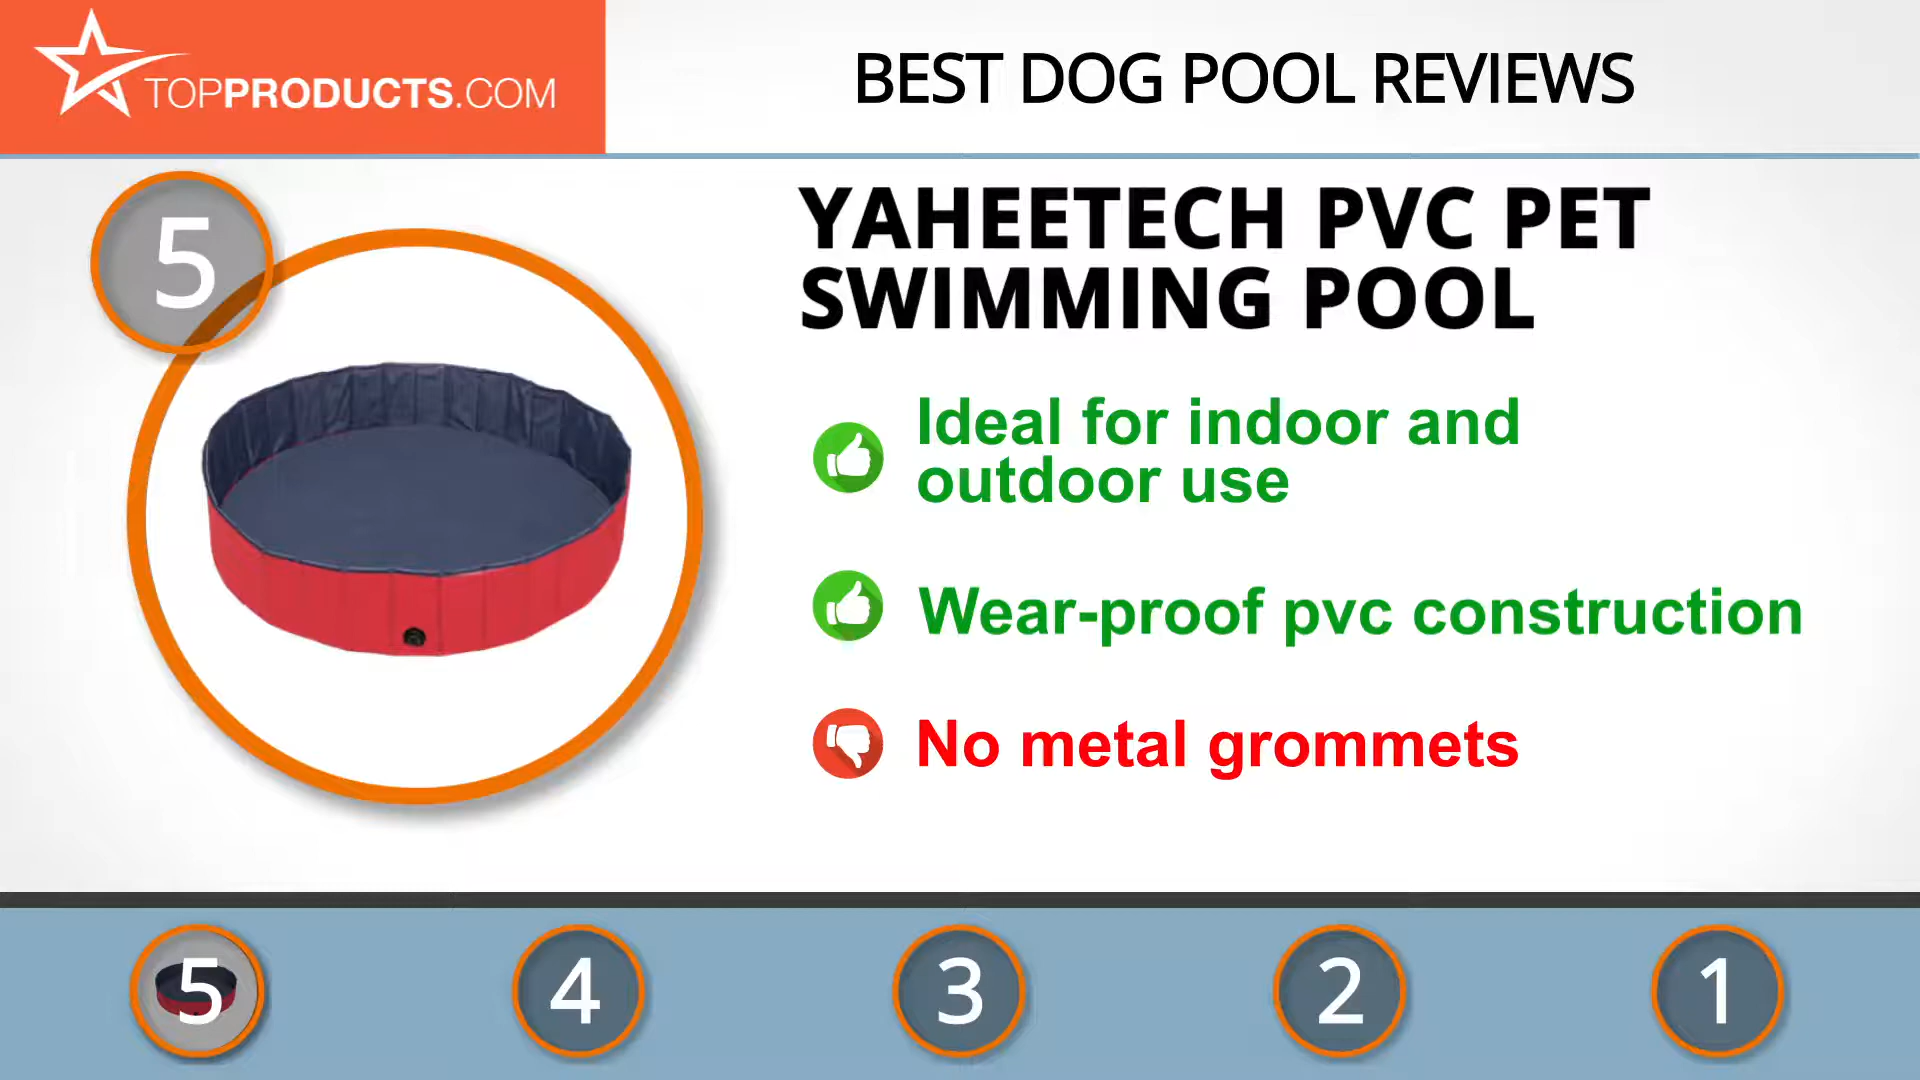 TOPPRODUCTS.COM
BEST DOG POOL REVIEWS
5
YAHEETECH PVC PET
SWIMMING POOL
Ideal for indoor and
outdoor use
Wear-proof pvc construction
No metal grommets
5 4 3 2 1